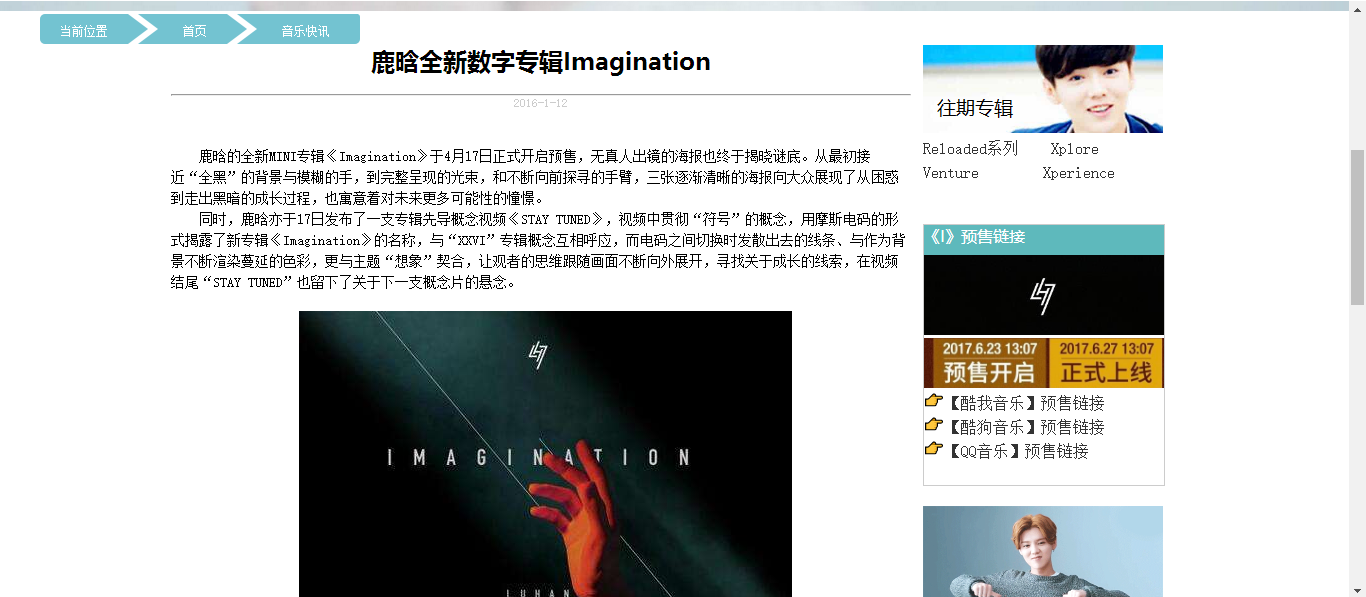 当前位置
首页
音乐快讯
鹿晗全新数字专辑Imagination
2016-1-12
鹿晗的全新MINI专辑《Imagination》于4月17日正式开启预售，无真人出镜的海报也终于揭晓谜底。从最初接
近“全黑”的背景与模糊的手，到完整呈现的光束，和不断向前探寻的手臂，三张逐渐清晰的海报向大众展现了从困惑
到走出黑暗的成长过程，也寓意着对未来更多可能性的憧憬。
同时，鹿晗亦于17日发布了一支专辑先导概念视频《STAY TUNED》，视频中贯彻“符号”的概念，用摩斯电码的形
式揭露了新专辑《Imagination》的名称，与“XXVI”专辑概念互相呼应，而电码之间切换时发散出去的线条、与作为背
景不断渲染蔓延的色彩，更与主题“想象”契合，让观者的思维跟随画面不断向外展开，寻找关于成长的线索，在视频
结尾“STAY TUNED”也留下了关于下一支概念片的悬念。
IMAGINATION
LUHAN
往期专辑
Reloaded系列 Xplore
Venture Xperience
《I》预售链接
2017.6.23 13:07 2017.6.27 13:07
预售开启 正式上线
【酷我音乐】预售链接
【酷狗音乐】预售链接
【QQ音乐】预售链接